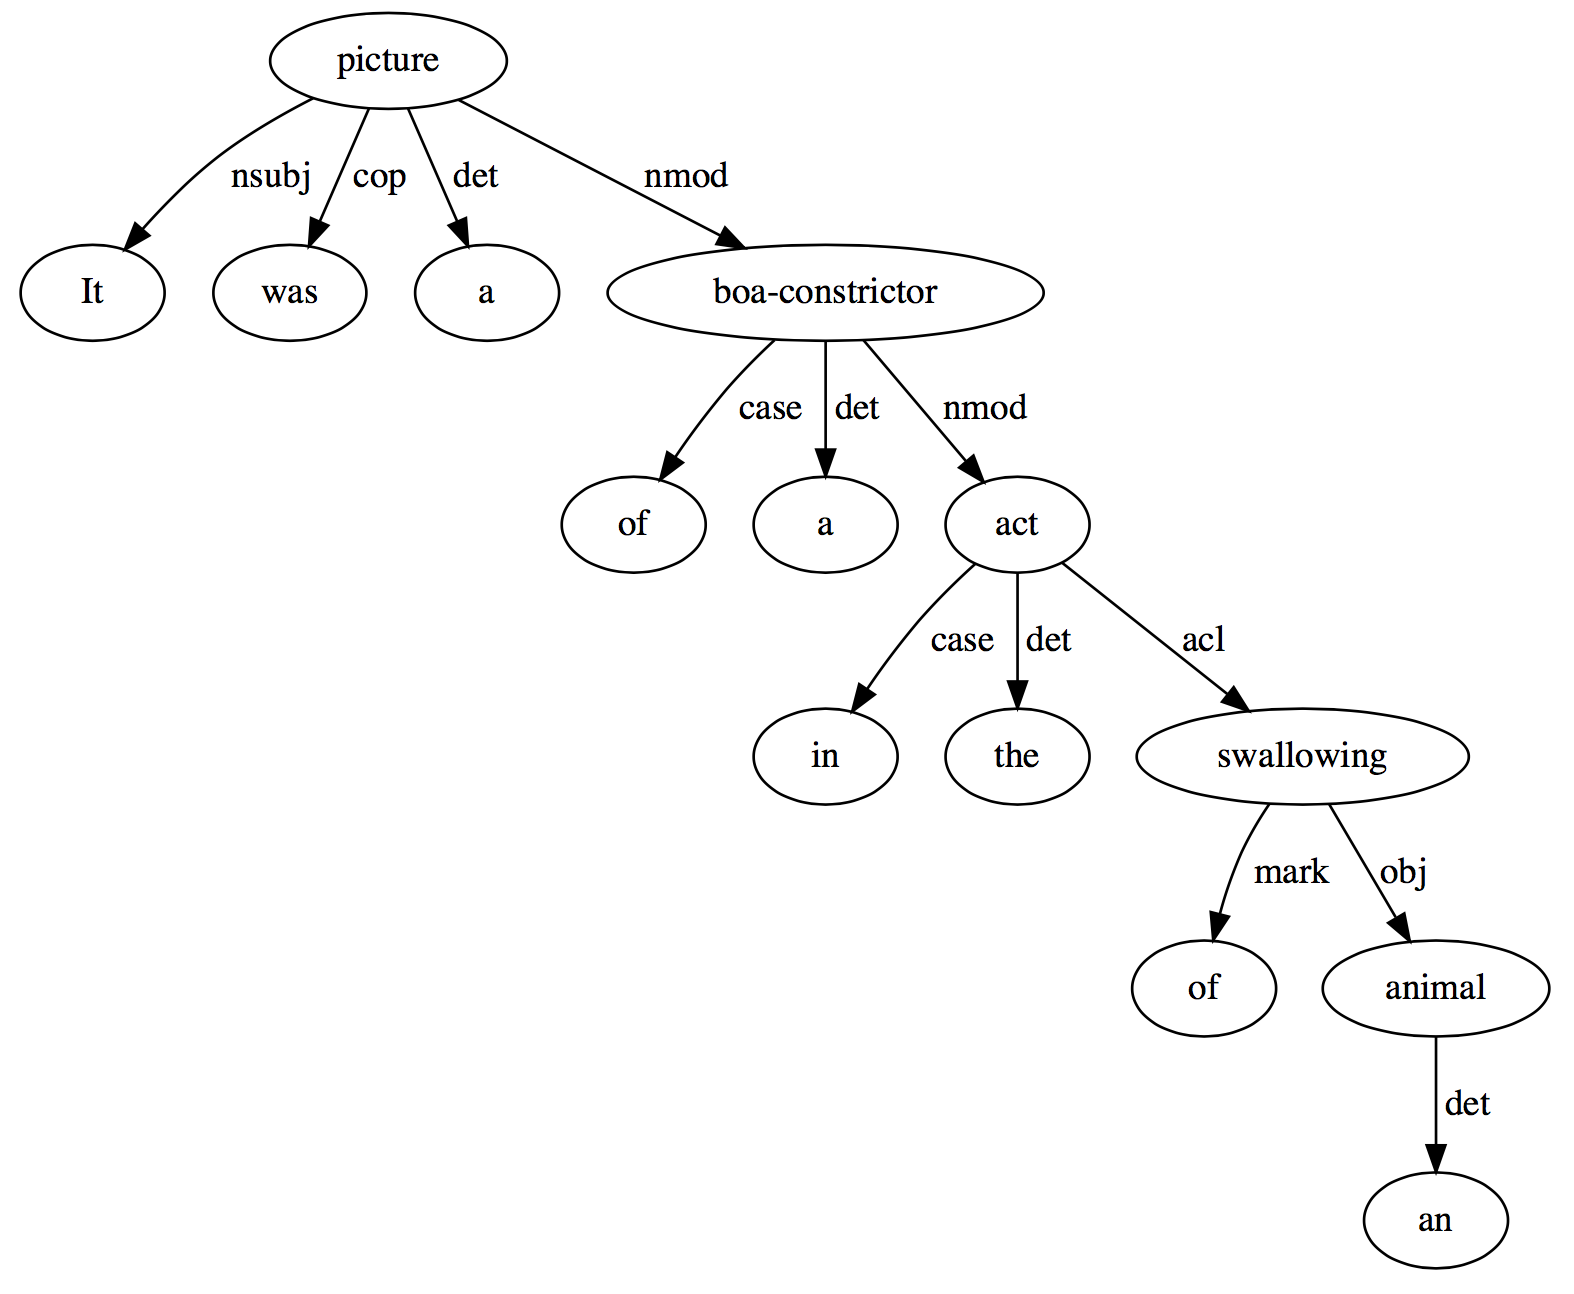 picture
nsubj cop det nmod
It was a boa-constrictor
case det nmod
of a act
case det acl
in the swallowing
mark obj
of animal
det
an